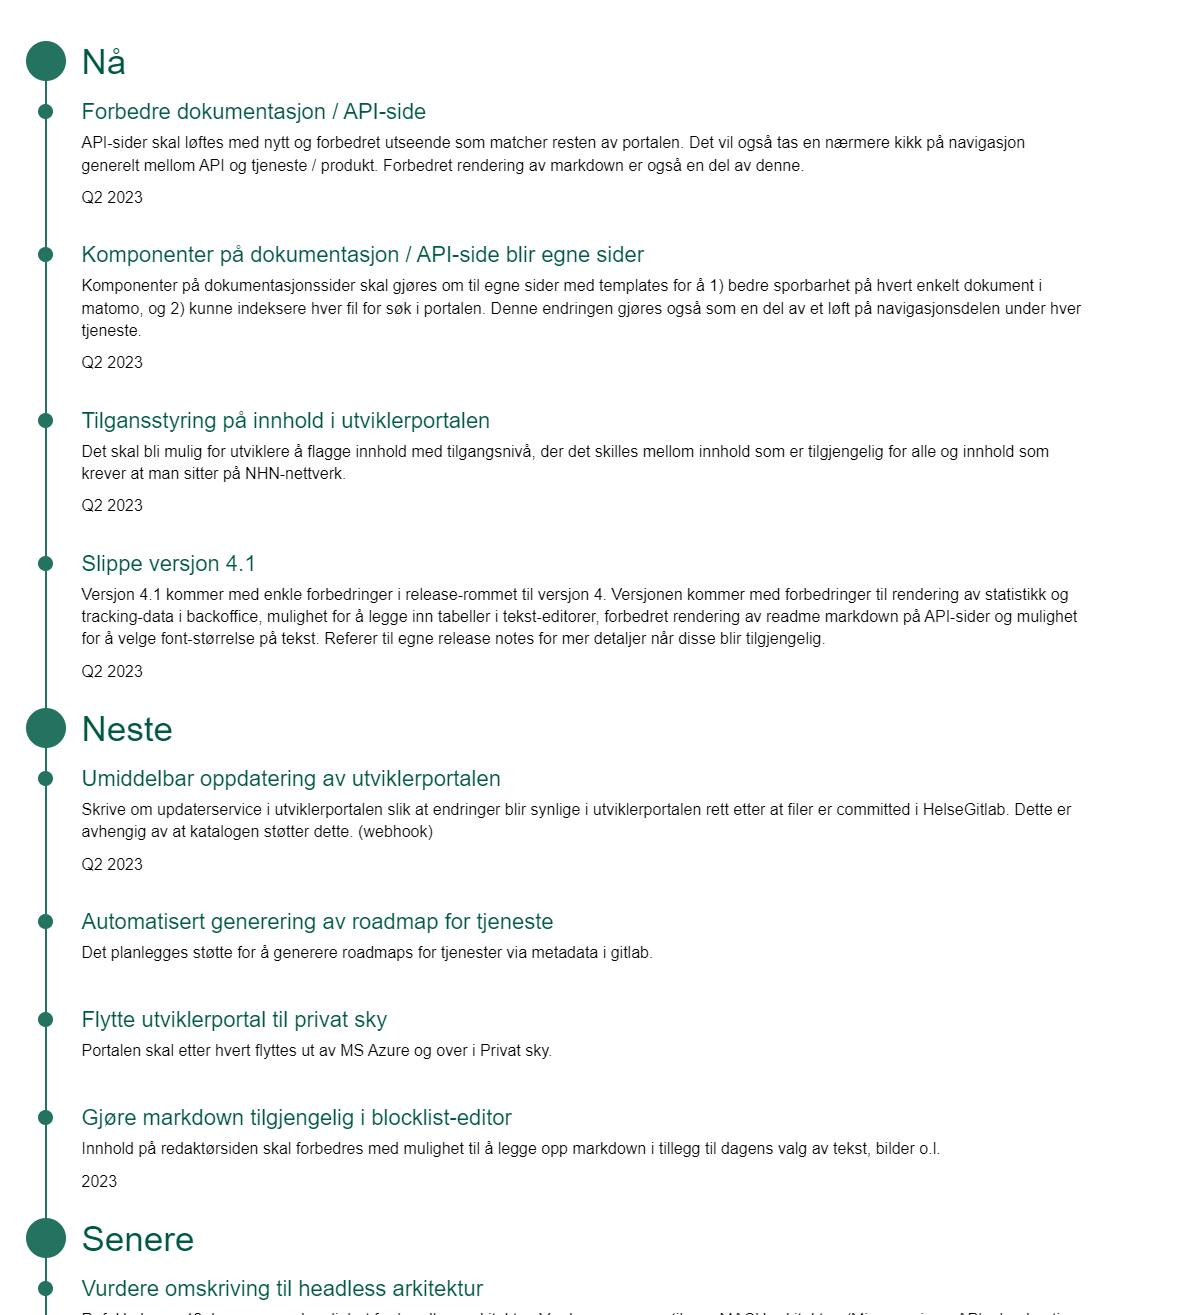 Nå
Forbedre dokumentasjon / API-side
API-sider skal løftes med nytt og forbedret utseende som matcher resten av portalen. Det vil også tas en nærmere kikk på navigasjon
generelt mellom API og tjeneste / produkt. Forbedret rendering av markdown er også en del av denne.
Q2 2023
Komponenter på dokumentasjon / API-side blir egne sider
Komponenter på dokumentasjonssider skal gjøres om til egne sider med templates for å 1) bedre sporbarhet på hvert enkelt dokument i
matomo, og 2) kunne indeksere hver fil for søk i portalen. Denne endringen gjøres også som en del av et løft på navigasjonsdelen under hver
tjeneste.
Q2 2023
Tilgansstyring på innhold i utviklerportalen
Det skal bli mulig for utviklere å flagge innhold med tilgangsnivå, der det skilles mellom innhold som er tilgjengelig for alle og innhold som
krever at man sitter på NHN-nettverk.
Q2 2023
Slippe versjon 4.1
Versjon 4.1 kommer med enkle forbedringer i release-rommet til versjon 4. Versjonen kommer med forbedringer til rendering av statistikk og
tracking-data i backoffice, mulighet for å legge inn tabeller i tekst-editorer, forbedret rendering av readme markdown på API-sider og mulighet
for å velge font-størrelse på tekst. Referer til egne release notes for mer detaljer når disse blir tilgjengelig.
Q2 2023
Neste
Umiddelbar oppdatering av utviklerportalen
Skrive om updaterservice i utviklerportalen slik at endringer blir synlige i utviklerportalen rett etter at filer er committed i HelseGitlab. Dette er
avhengig av at katalogen støtter dette. (webhook)
Q2 2023
Automatisert generering av roadmap for tjeneste
Det planlegges støtte for å generere roadmaps for tjenester via metadata i gitlab.
Flytte utviklerportal til privat sky
Portalen skal etter hvert flyttes ut av MS Azure og over i Privat sky.
Gjøre markdown tilgjengelig i blocklist-editor
Innhold på redaktørsiden skal forbedres med mulighet til å legge opp markdown i tillegg til dagens valg av tekst, bilder o.l.
2023
Senere
Vurdere omskriving til headless arkitektur